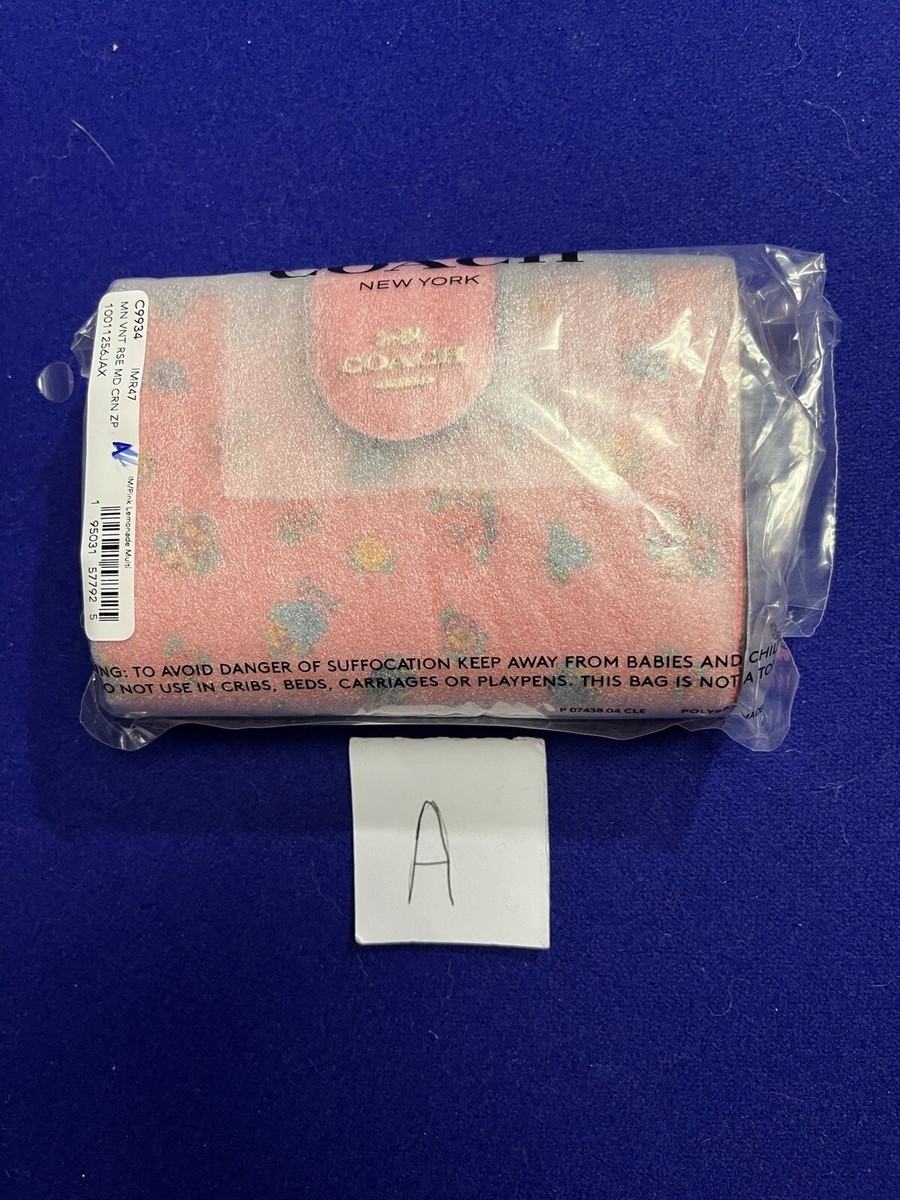 COACH
NEW YORK
COACH
C9934 IMR47
MN VNT RSE MD CRN ZP
10011256JAX
IM/Pink Lemonade Multi
1 95031 57792 5
NG: TO AVOID DANGER OF SUFFOCATION KEEP AWAY FROM BABIES AND CHIL
O NOT USE IN CRIBS, BEDS, CARRIAGES OR PLAYPENS. THIS BAG IS NOT A TO
P 07438 04 CLE
A